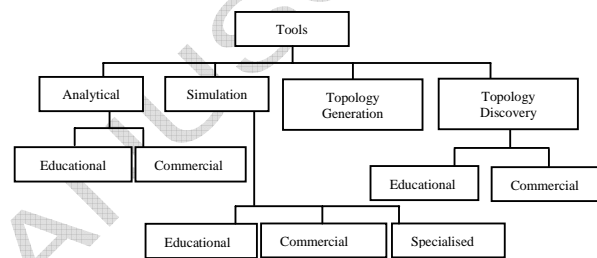 Tools
Analytical
Simulation
Topology
Generation
Topology
Discovery
Educational
Commercial
Educational
Commercial
Educational
Commercial
Specialised